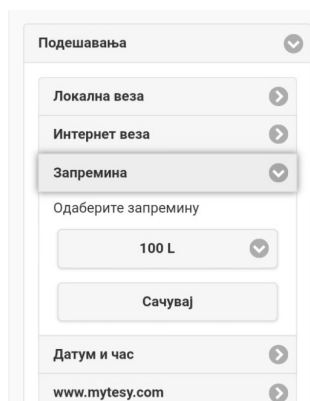 Подешавања
Локална веза
Интернет веза
Запремина
Одаберите запремину
100 L
Сачувај
Датум и час
www.mytesy.com